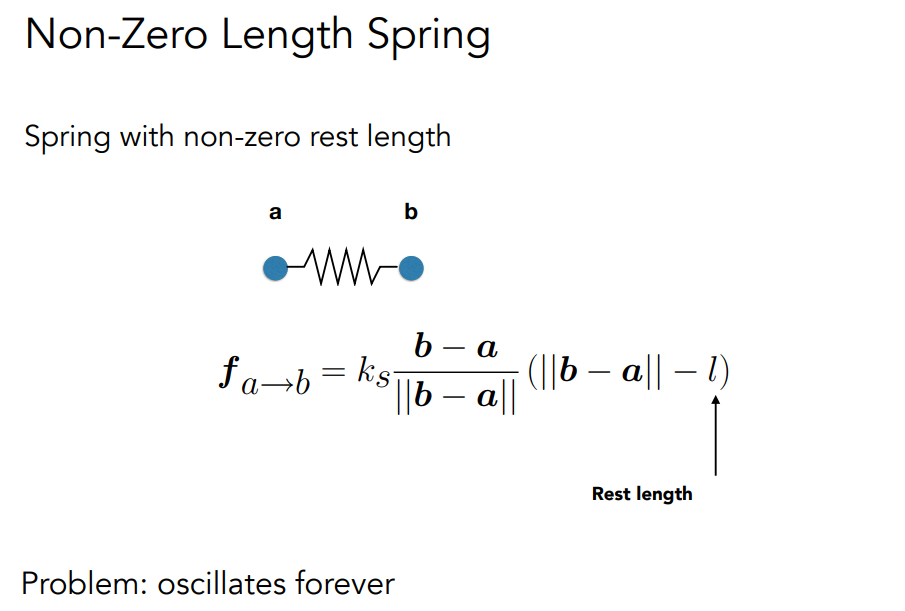 Non-Zero Length Spring
Spring with non-zero rest length
a b
$\boldsymbol{f}_{a \to b} = k_S \frac{\boldsymbol{b} - \boldsymbol{a}}{||\boldsymbol{b} - \boldsymbol{a}||} (||\boldsymbol{b} - \boldsymbol{a}|| - l)$
Rest length
Problem: oscillates forever